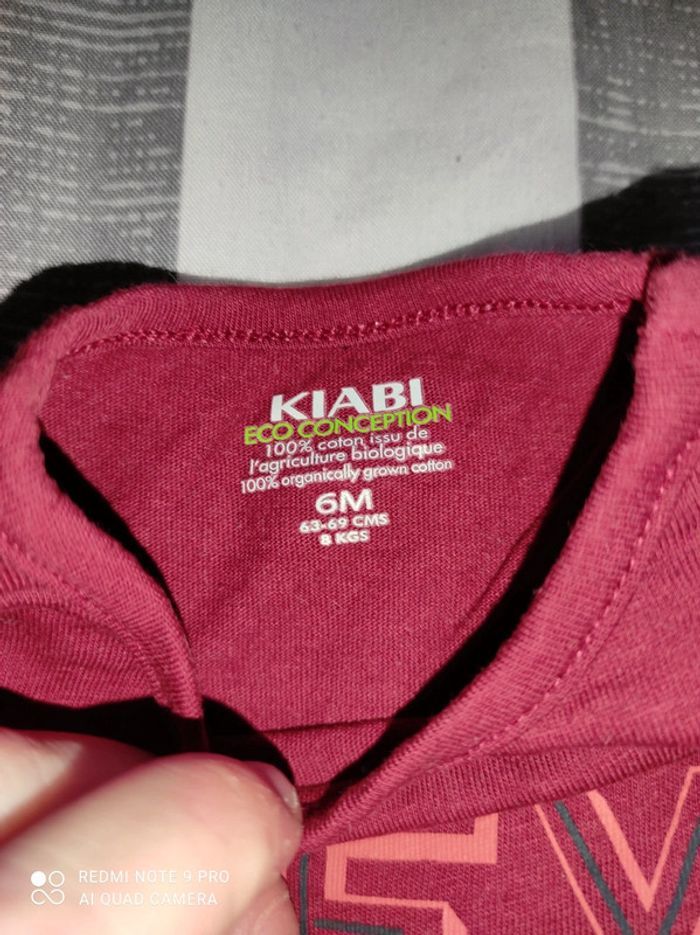 KIABI
ECO CONCEPTION
100% coton issu de
l'agriculture biologique
100% organically grown cotton
6M
63-69 CMS
8 KGS
REDMI NOTE 9 PRO
AI QUAD CAMERA